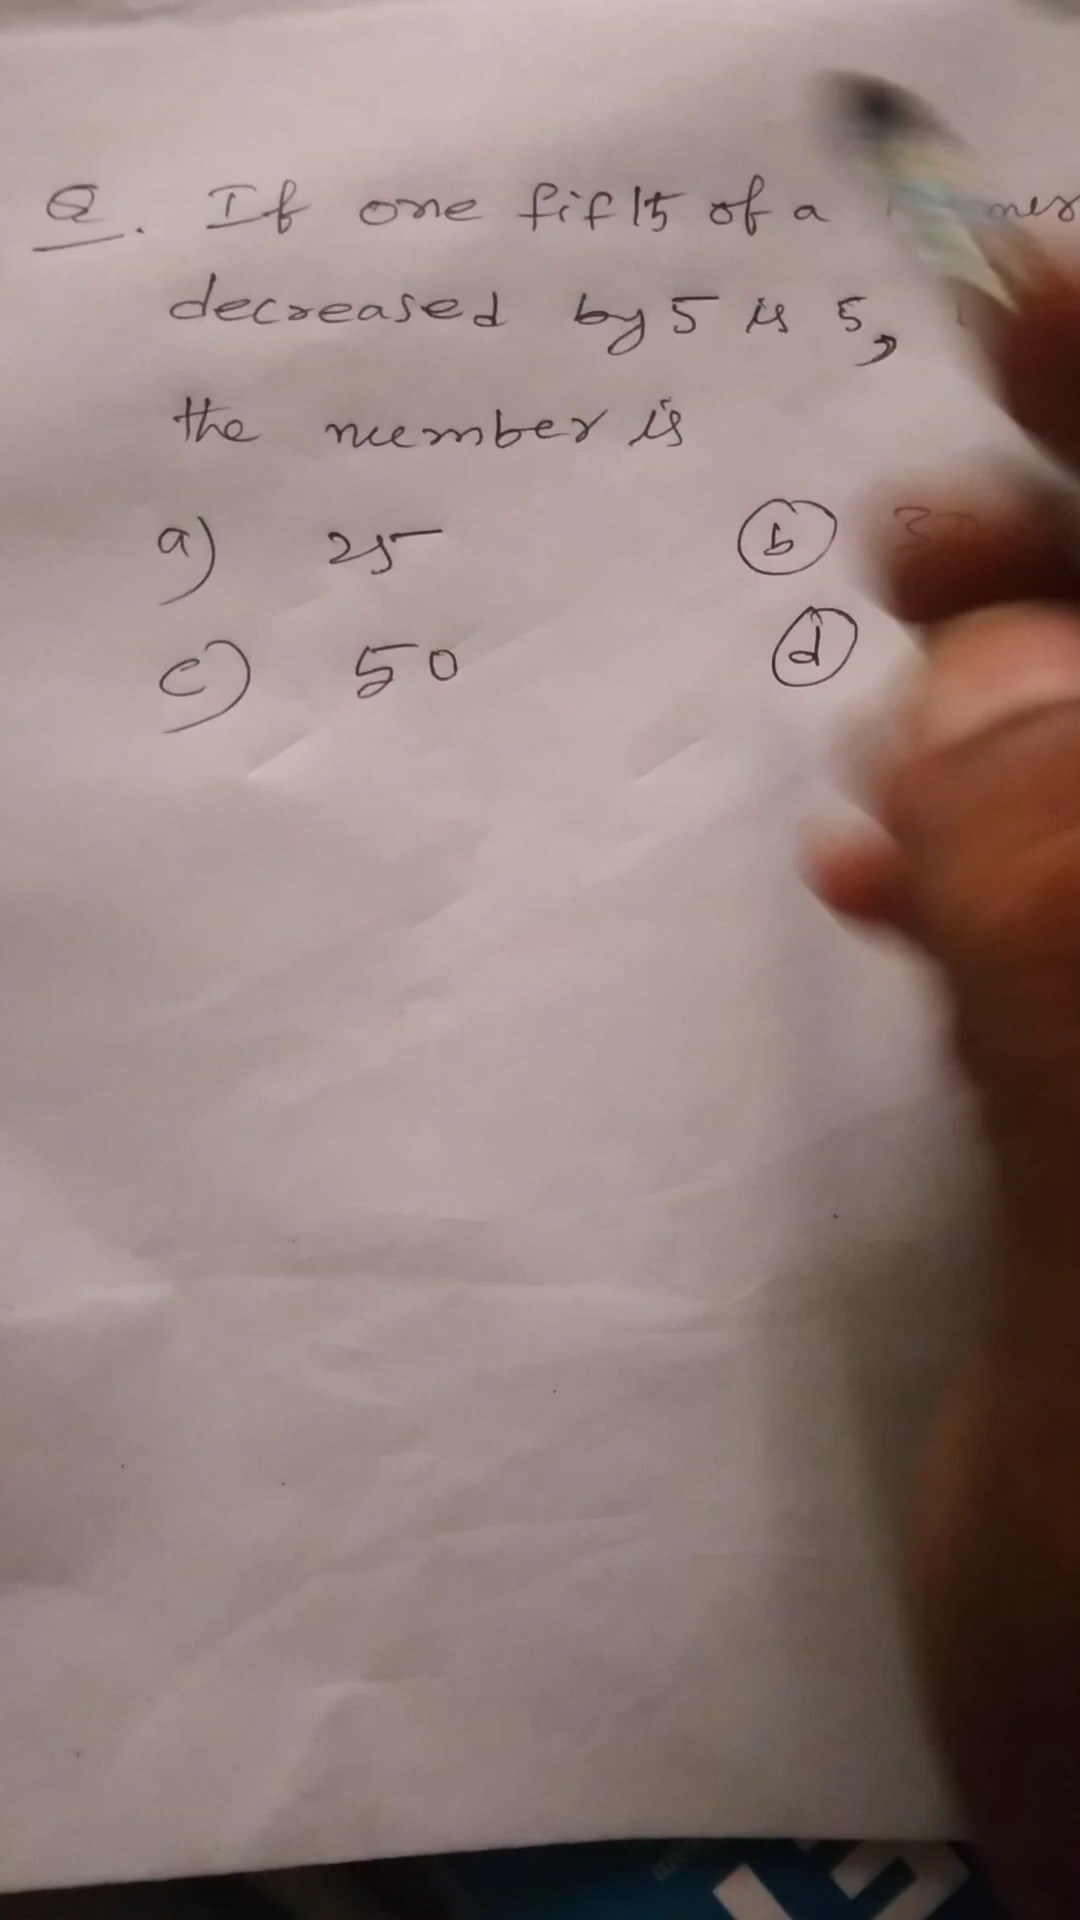 Q. If one fifth of a
decreased by 5 is 5,
the number is
a) 25 b
c) 50 d